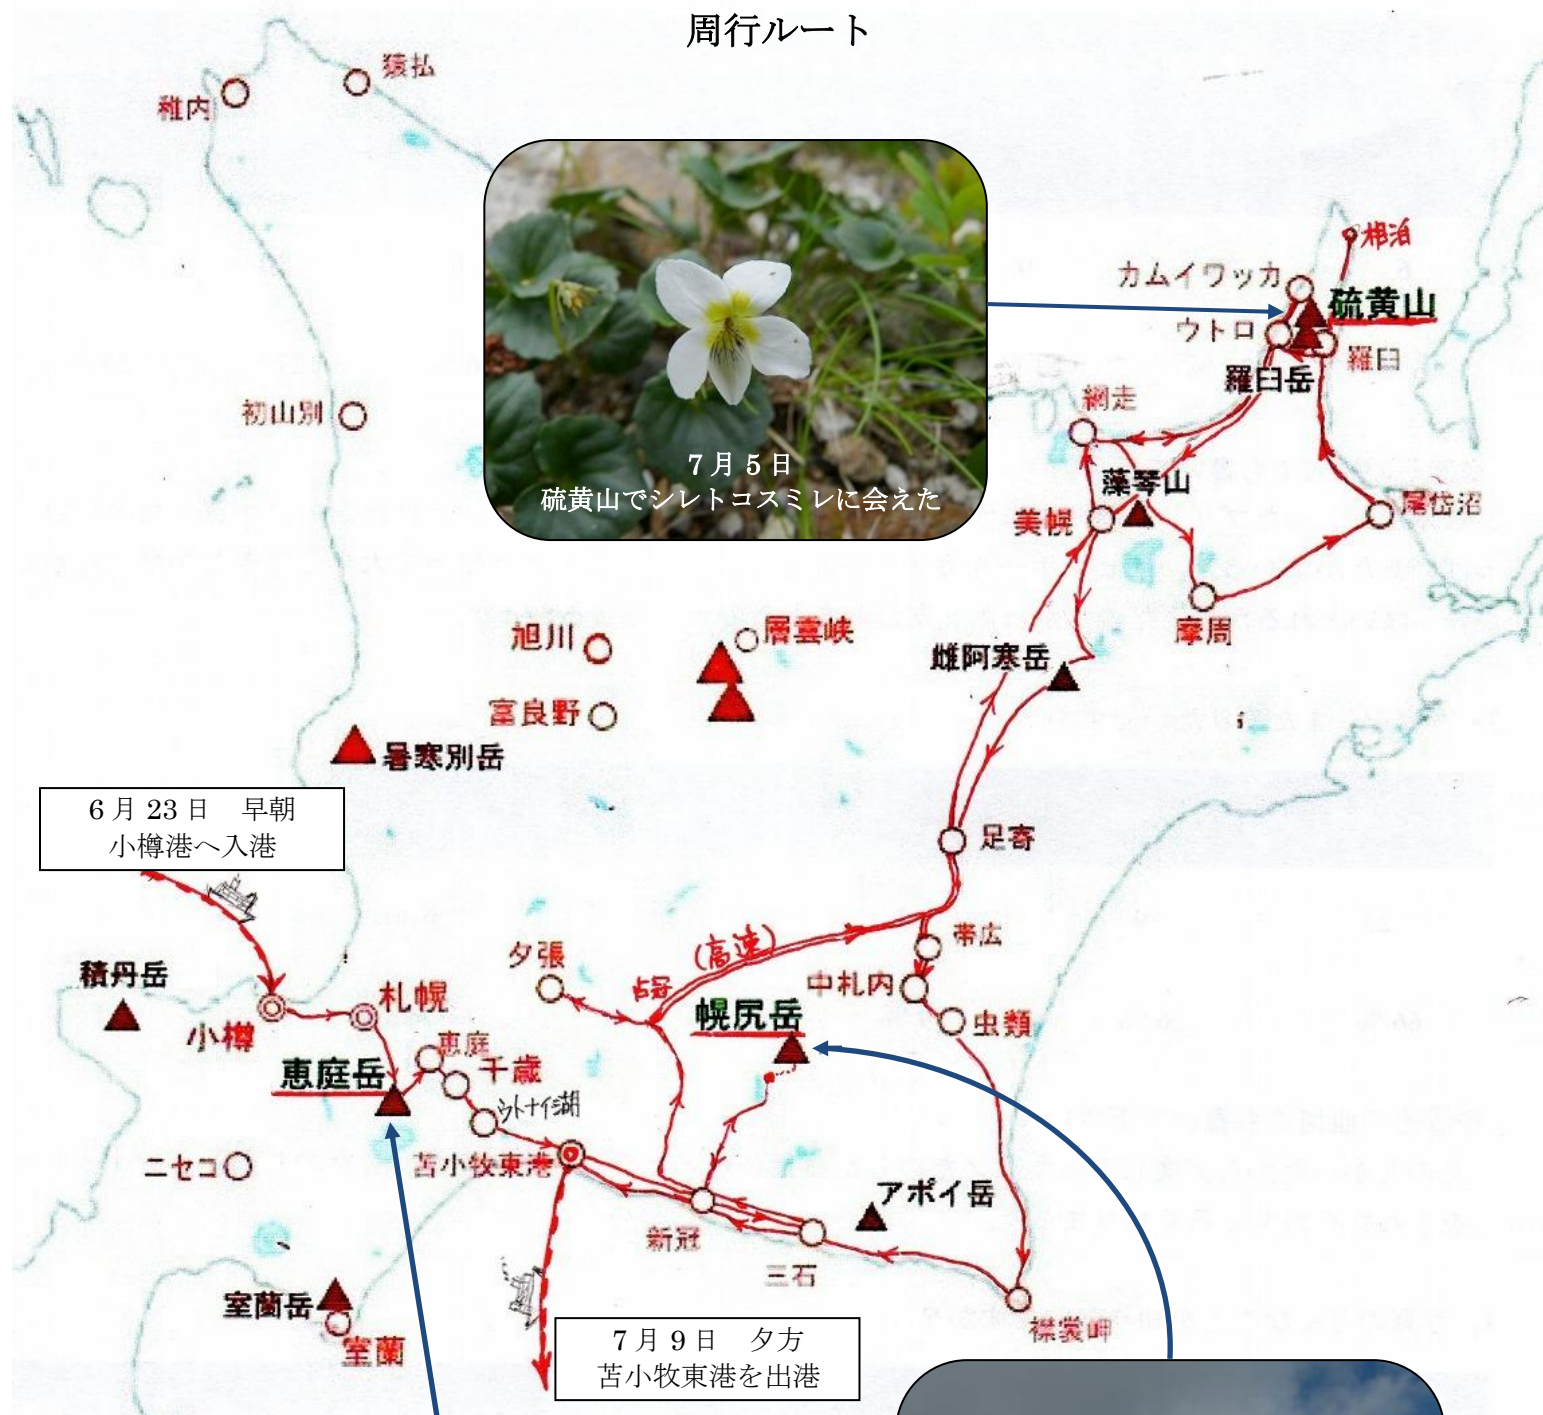 周行ルート
猿払
稚内
相泊
カムイワッカ
硫黄山
ウトロ
羅臼
羅臼岳
網走
初山別
7月5日
硫黄山でシレトコスミレに会えた
藻琴山
尾岱沼
美幌
摩周
旭川
層雲峡
雌阿寒岳
富良野
暑寒別岳
6月23日 早朝
小樽港へ入港
足寄
(高速)
帯広
夕張
積丹岳
占冠
中札内
札幌
幌尻岳
小樽
虫類
恵庭
恵庭岳
千歳
ウトナイ湖
ニセコ
苫小牧東港
アポイ岳
新冠
三石
室蘭岳
襟裳岬
室蘭
7月9日 夕方
苫小牧東港を出港